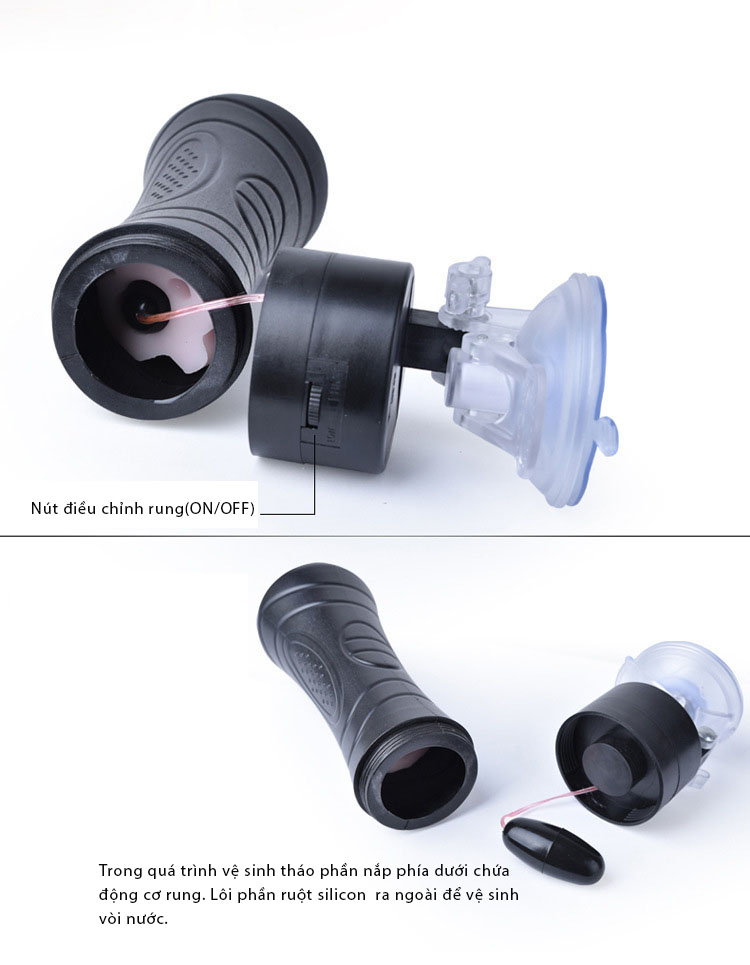 Nút điều chỉnh rung(ON/OFF)
Trong quá trình vệ sinh tháo phần nắp phía dưới chứa
động cơ rung. Lôi phần ruột silicon  ra ngoài để vệ sinh
vòi nước.